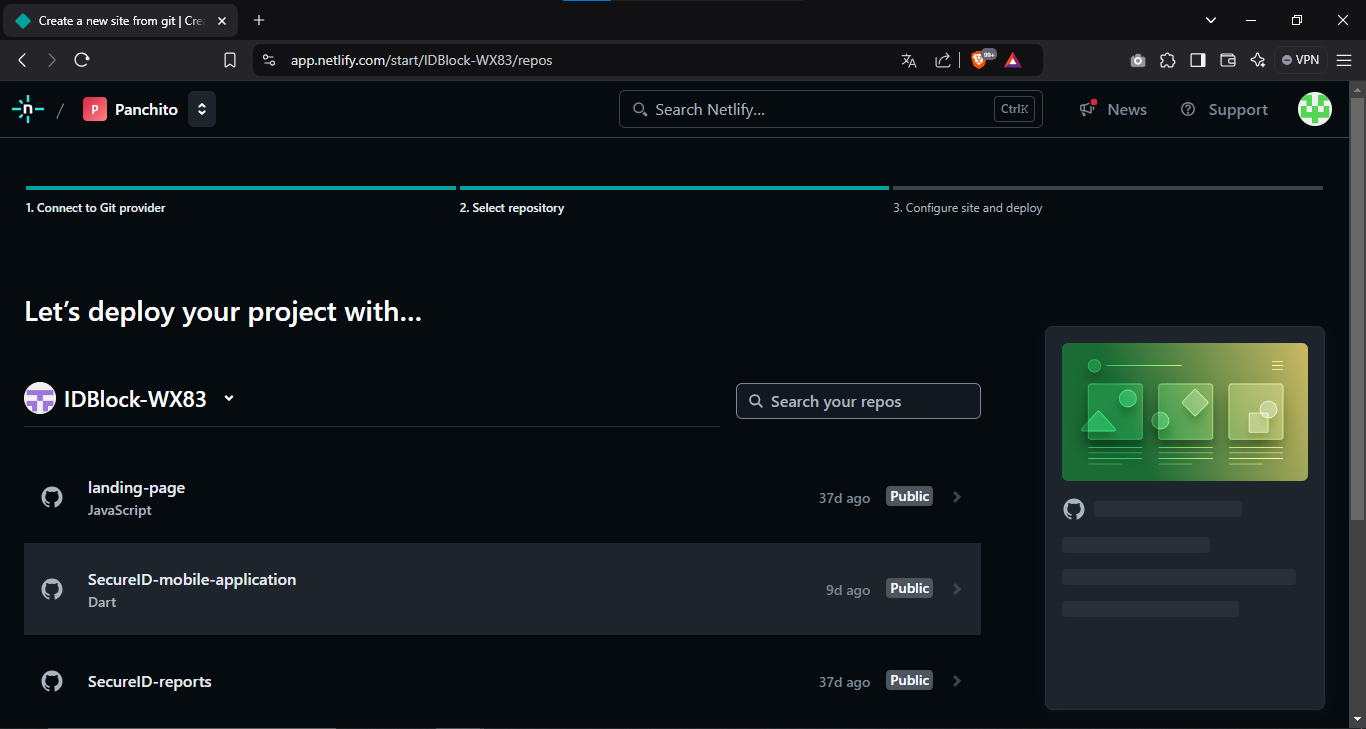 Create a new site from git | Cre
app.netlify.com/start/IDBlock-WX83/repos
99+
VPN
n / P Panchito
Search Netlify... CtrlK
News
Support
1. Connect to Git provider
2. Select repository
3. Configure site and deploy
Let’s deploy your project with…
IDBlock-WX83
Search your repos
landing-page
JavaScript
37d ago Public
SecureID-mobile-application
Dart
9d ago Public
SecureID-reports
37d ago Public